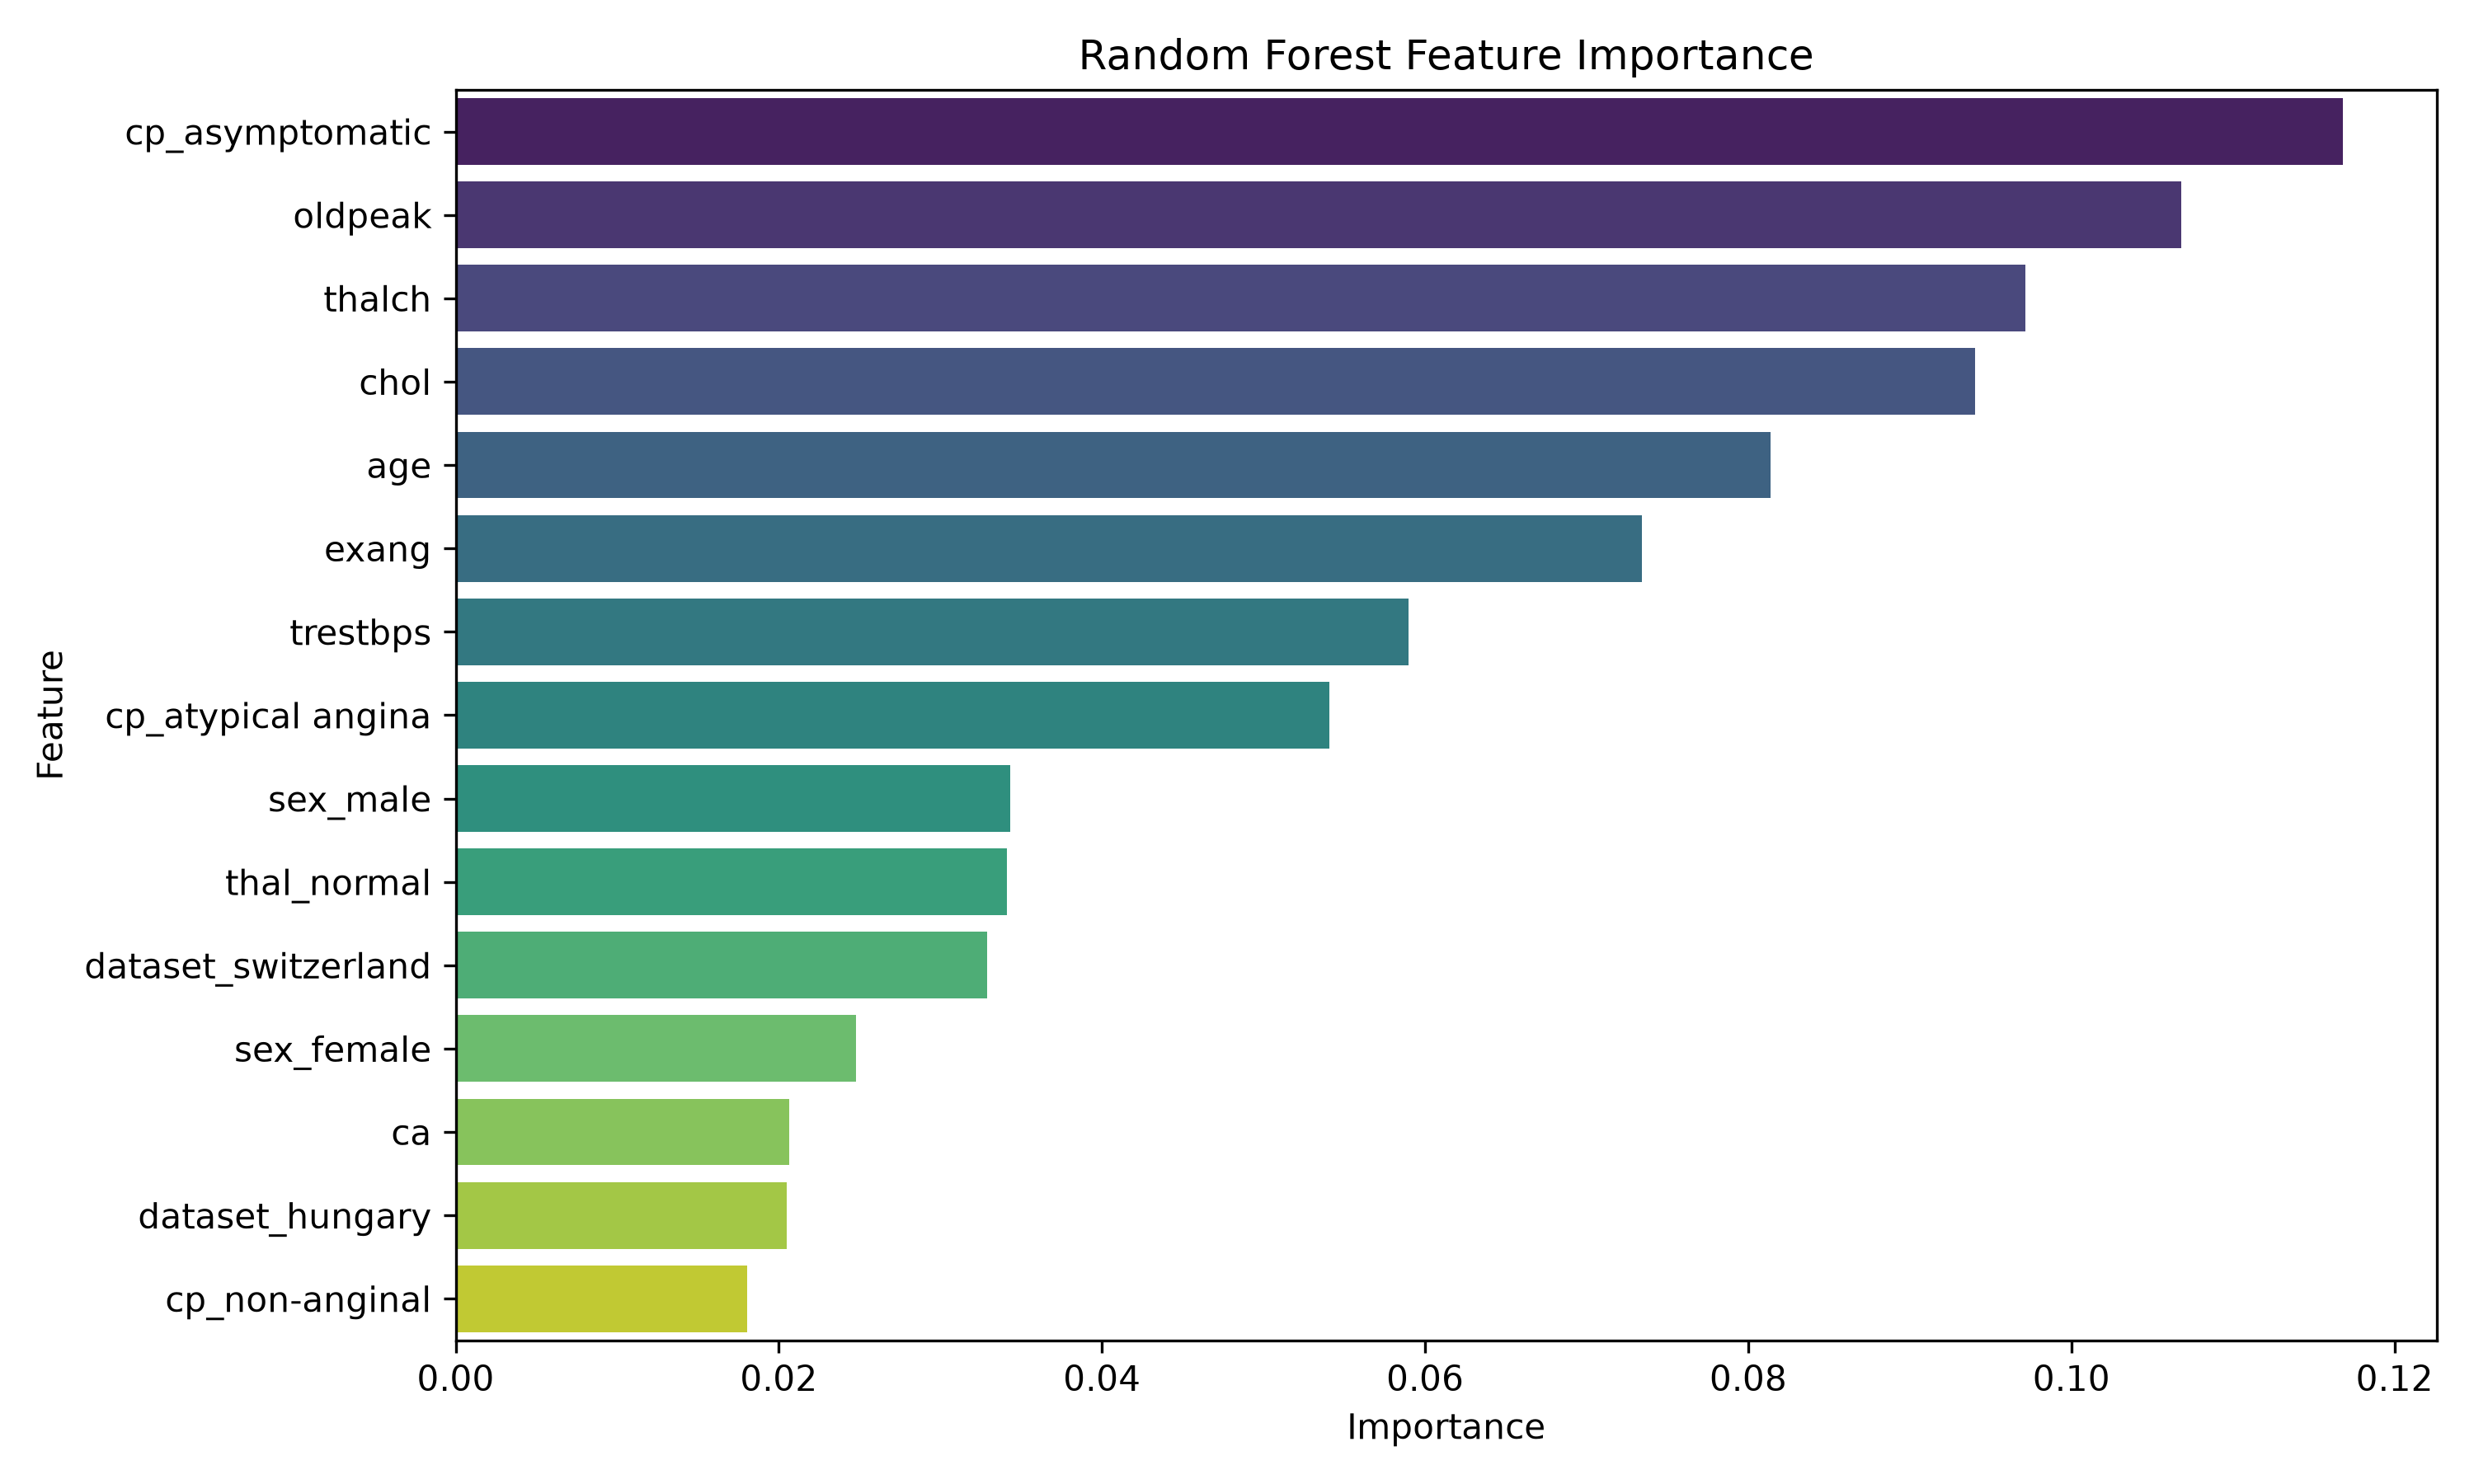 Random Forest Feature Importance
cp_asymptomatic
oldpeak
thalch
chol
age
exang
trestbps
cp_atypical angina
sex_male
thal_normal
dataset_switzerland
sex_female
ca
dataset_hungary
cp_non-anginal
Feature
0.00 0.02 0.04 0.06 0.08 0.10 0.12
Importance